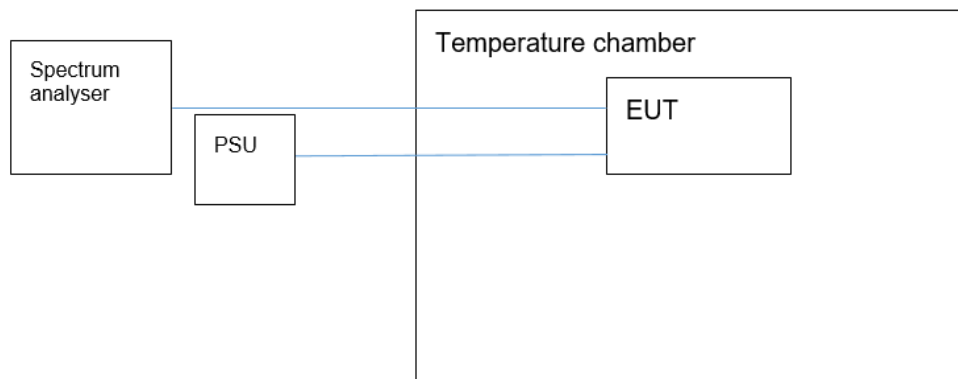 Temperature chamber
Spectrum
analyser
EUT
PSU